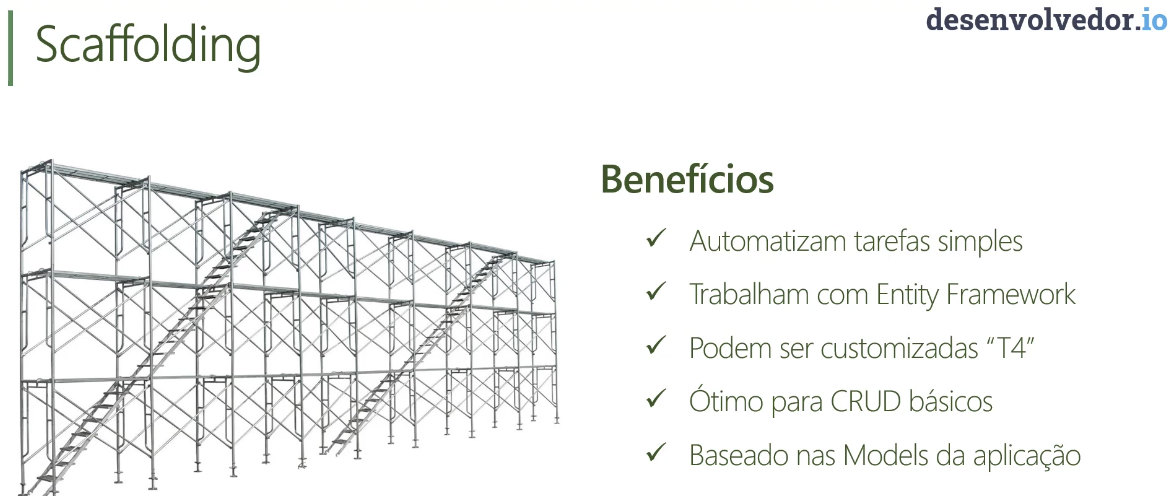 Scaffolding
desenvolvedor.io
Benefícios
✓ Automatizam tarefas simples
✓ Trabalham com Entity Framework
✓ Podem ser customizadas “T4”
✓ Ótimo para CRUD básicos
✓ Baseado nas Models da aplicação